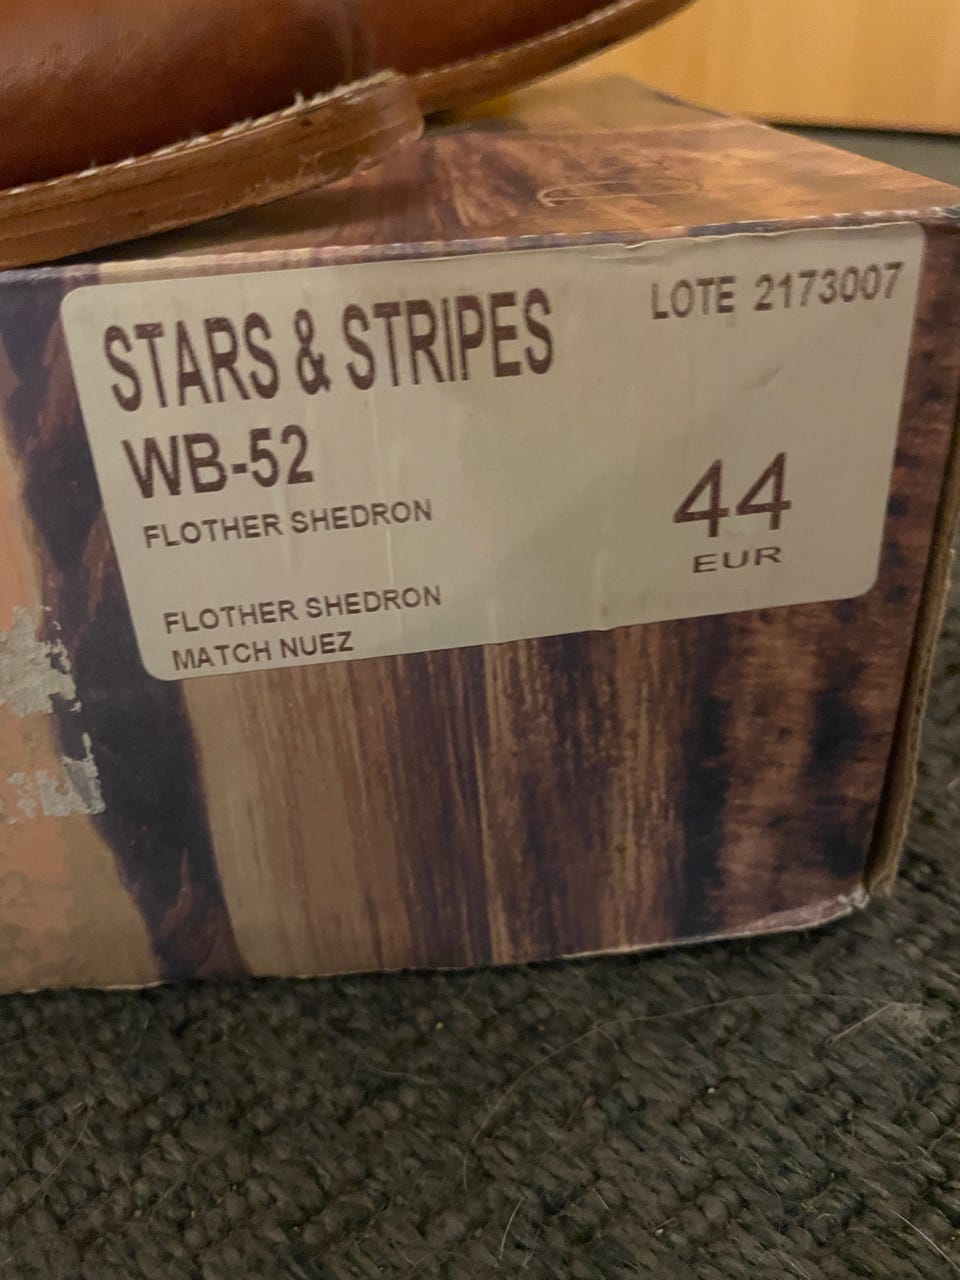 STARS & STRIPES
LOTE 2173007
WB-52
FLOTHER SHEDRON
44
EUR
FLOTHER SHEDRON
MATCH NUEZ